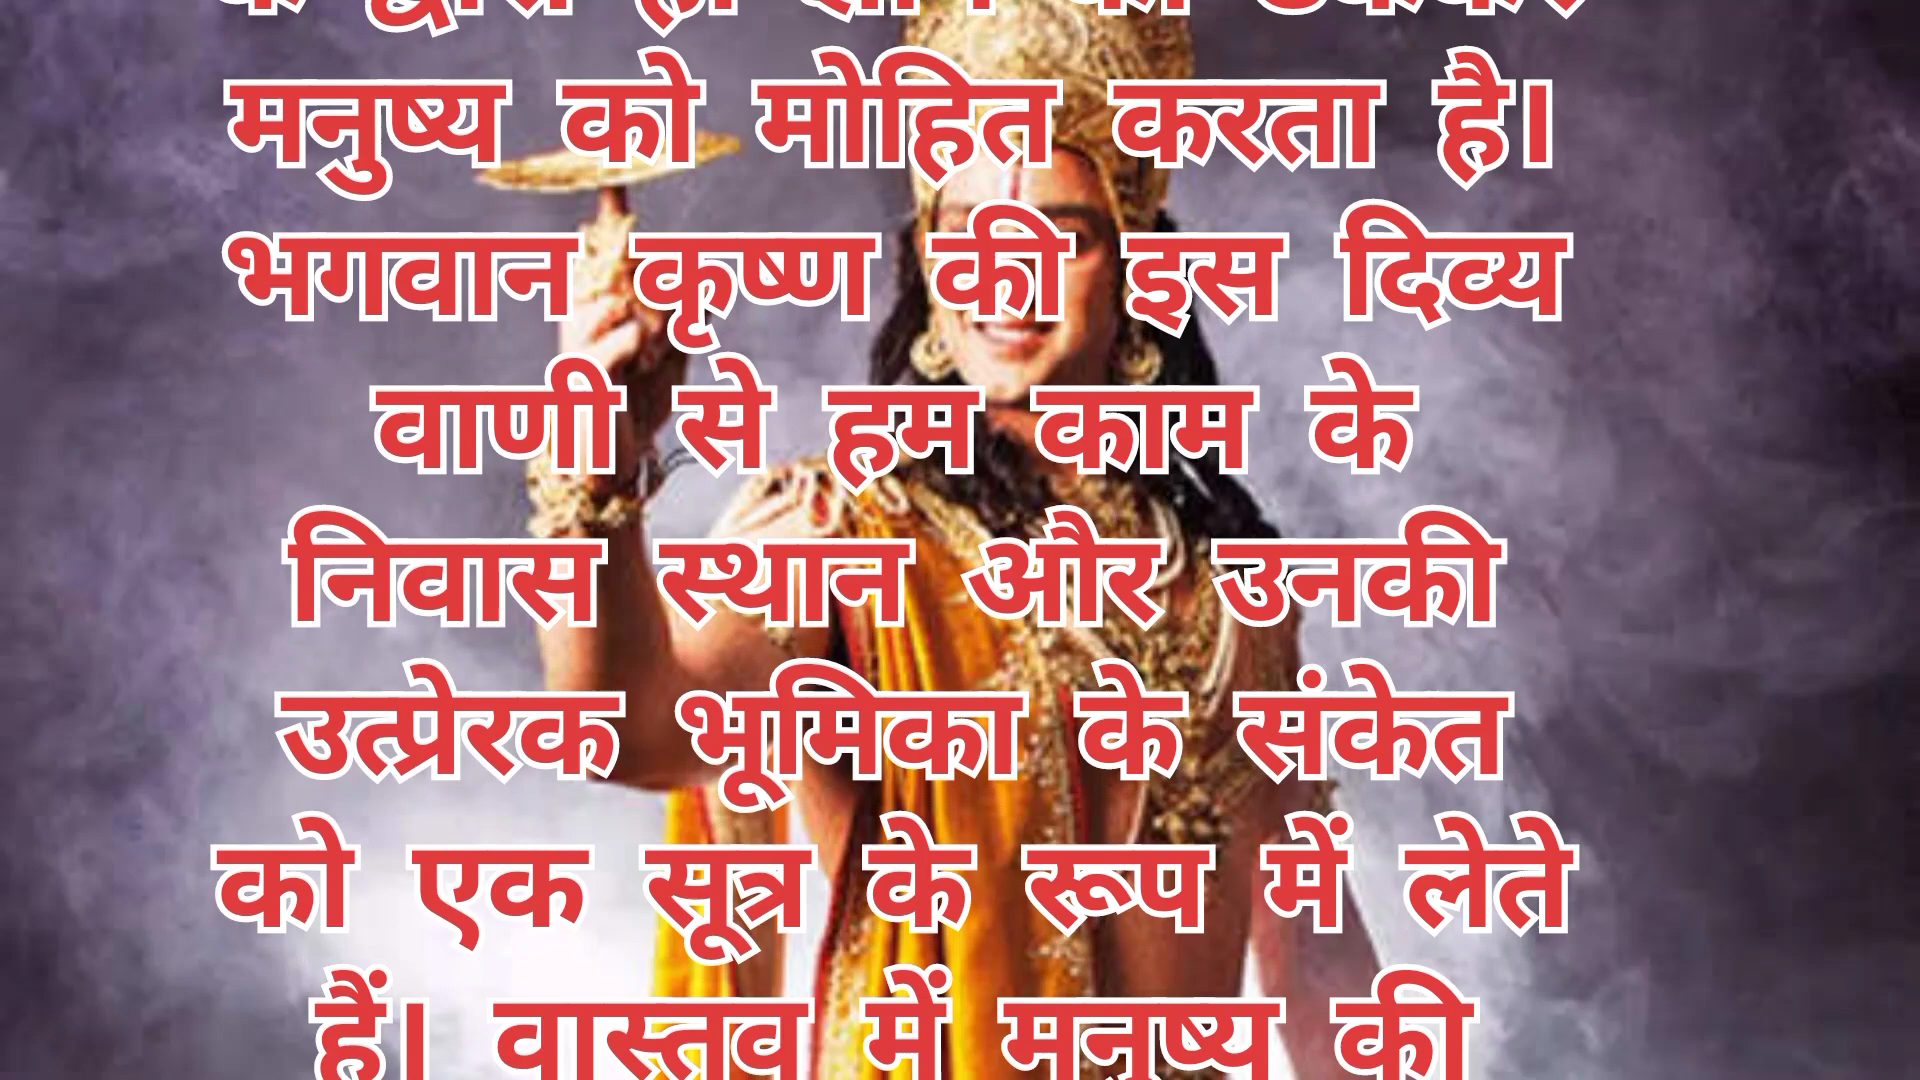 मनुष्य को मोहित करता है।
भगवान कृष्ण की इस दिव्य
वाणी से हम काम के
निवास स्थान और उनकी
उत्प्रेरक भूमिका के संकेत
को एक सूत्र के रूप में लेते
हैं। वास्तव में मनुष्य की